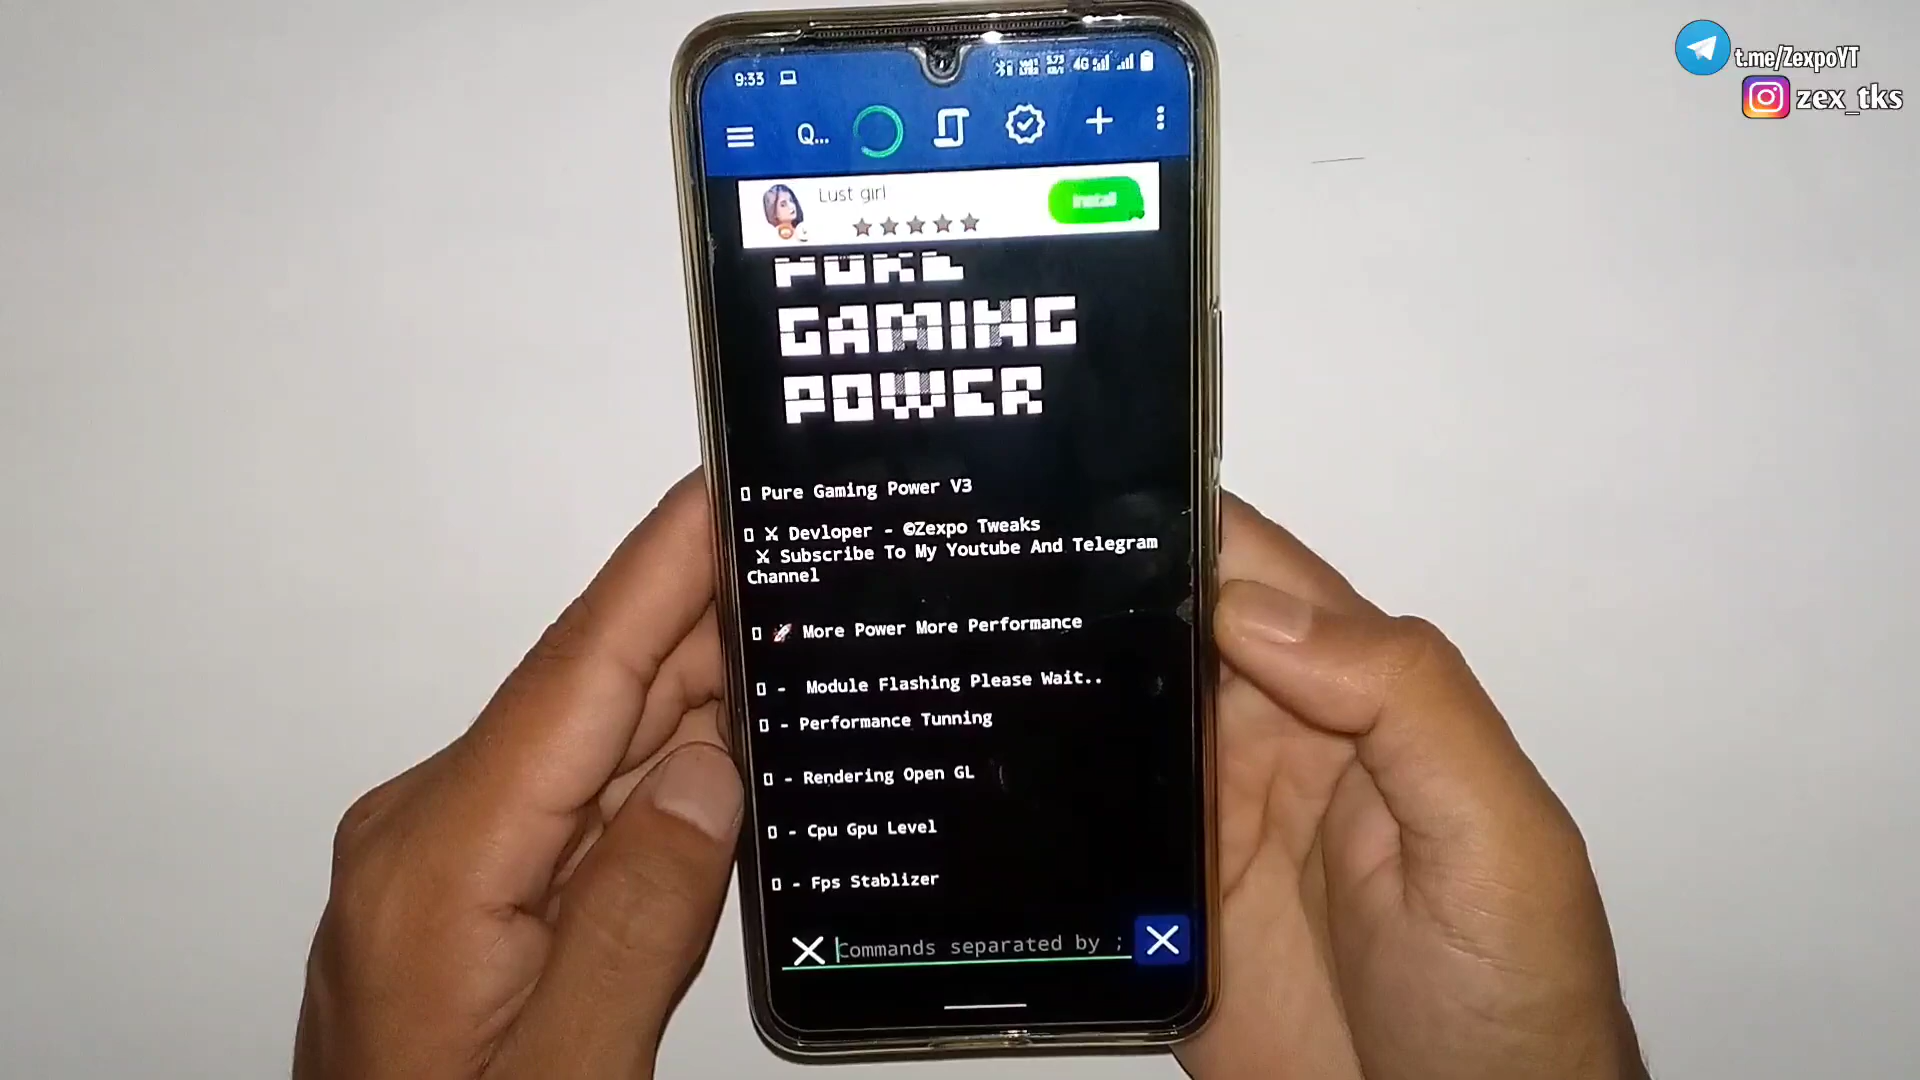 t.me/ZexpoYT
zex_tks
9:33
4G
Q...
Lust girl
Install
PURE
GAMING
POWER
Pure Gaming Power V3
⚔ Devloper - ©Zexpo Tweaks
⚔ Subscribe To My Youtube And Telegram
Channel
🚀 More Power More Performance
- Module Flashing Please Wait..
- Performance Tunning
- Rendering Open GL
- Cpu Gpu Level
- Fps Stablizer
Commands separated by ;